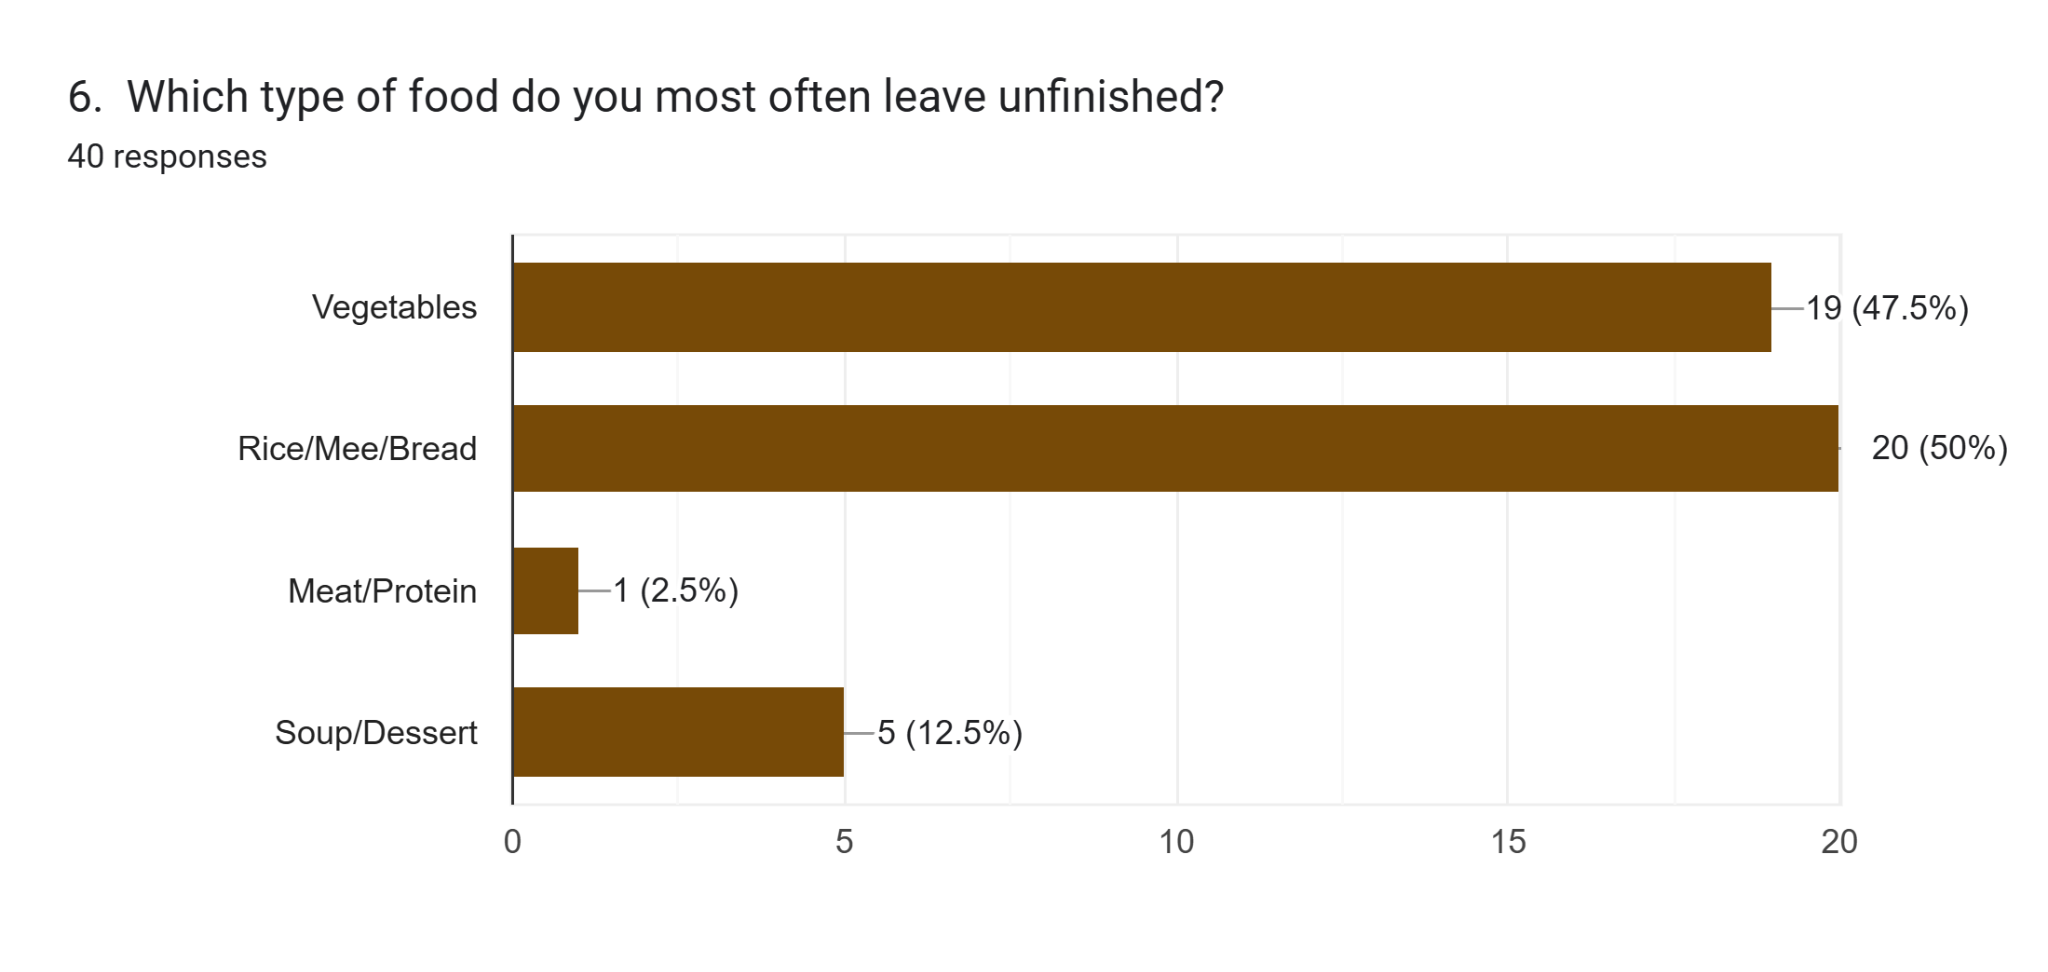 6. Which type of food do you most often leave unfinished?
40 responses
Vegetables 19 (47.5%)
Rice/Mee/Bread 20 (50%)
Meat/Protein 1 (2.5%)
Soup/Dessert 5 (12.5%)
0 5 10 15 20